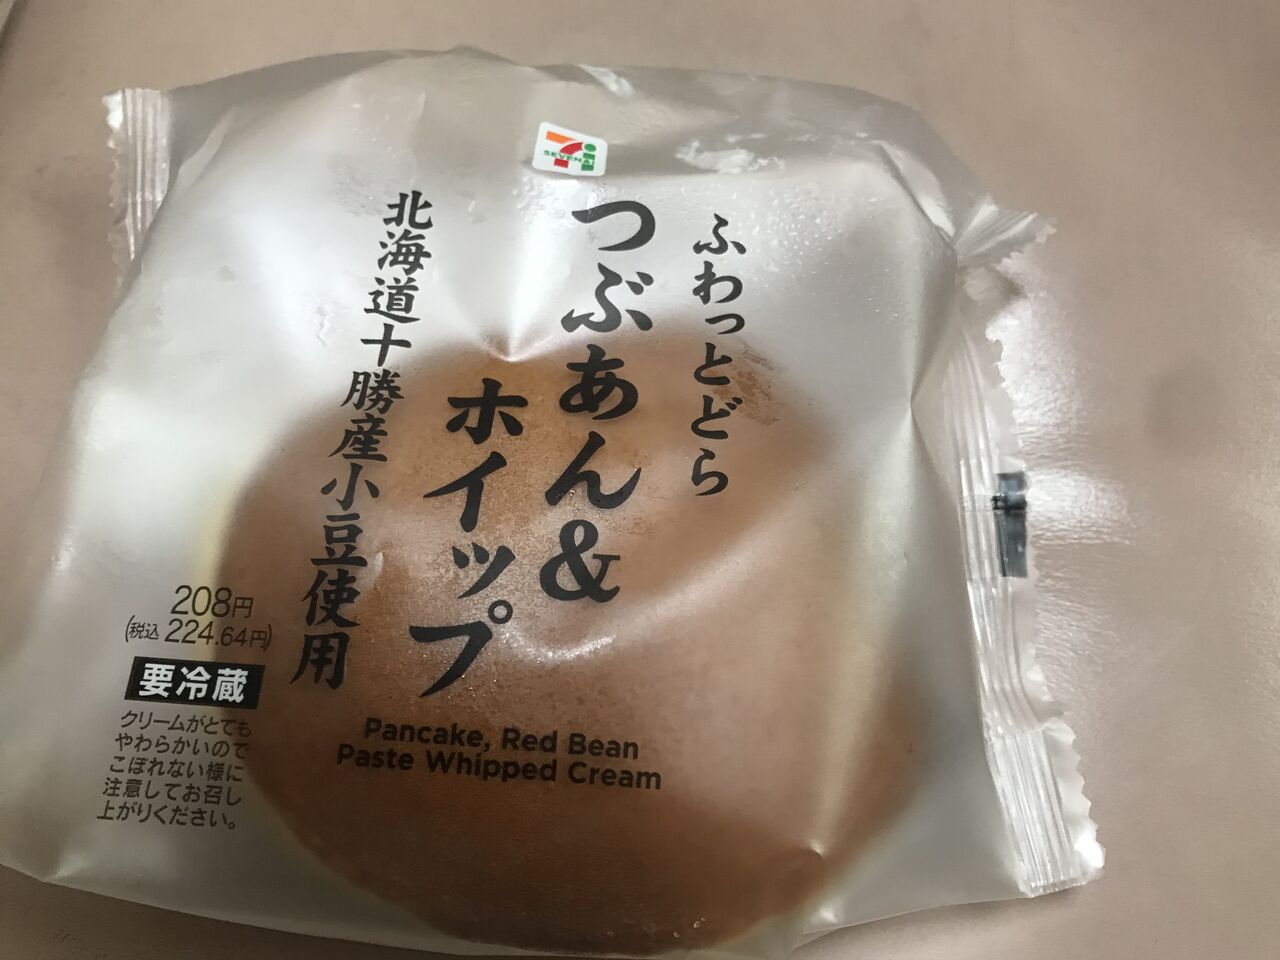 SEVEN&i
ふわっとどら
つぶあん&
ホイップ
北海道十勝産小豆使用
208円
(税込 224.64円)
要冷蔵
クリームがとても
やわらかいので
こぼれない様に
注意してお召し
上がりください。
Pancake, Red Bean
Paste Whipped Cream